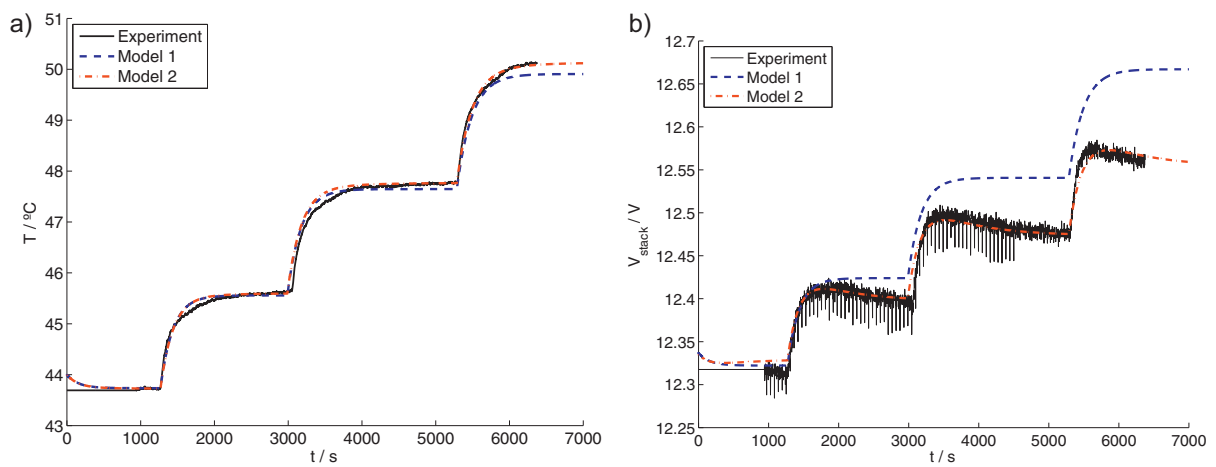 a)
51
50
49
48
47
46
45
44
43
T / ºC
0
1000
2000
3000
4000
5000
6000
7000
t / s
Experiment
Model 1
Model 2
b)
12.7
12.65
12.6
12.55
12.5
12.45
12.4
12.35
12.3
12.25
V_stack / V
0
1000
2000
3000
4000
5000
6000
7000
t / s
Experiment
Model 1
Model 2